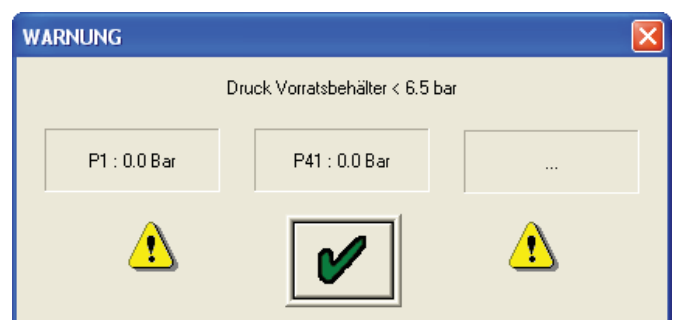 WARNUNG
Druck Vorratsbehälter < 6.5 bar
P1 : 0.0 Bar P41 : 0.0 Bar ...